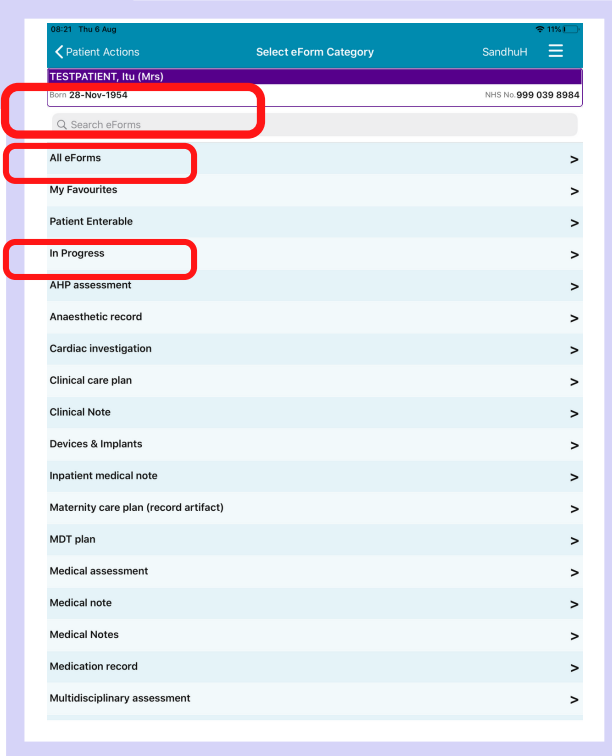 08:21 Thu 6 Aug 11%
Patient Actions Select eForm Category SandhuH
TESTPATIENT, Itu (Mrs)
Born 28-Nov-1954 NHS No. 999 039 8984
Search eForms
All eForms >
My Favourites >
Patient Enterable >
In Progress >
AHP assessment >
Anaesthetic record >
Cardiac investigation >
Clinical care plan >
Clinical Note >
Devices & Implants >
Inpatient medical note >
Maternity care plan (record artifact) >
MDT plan >
Medical assessment >
Medical note >
Medical Notes >
Medication record >
Multidisciplinary assessment >